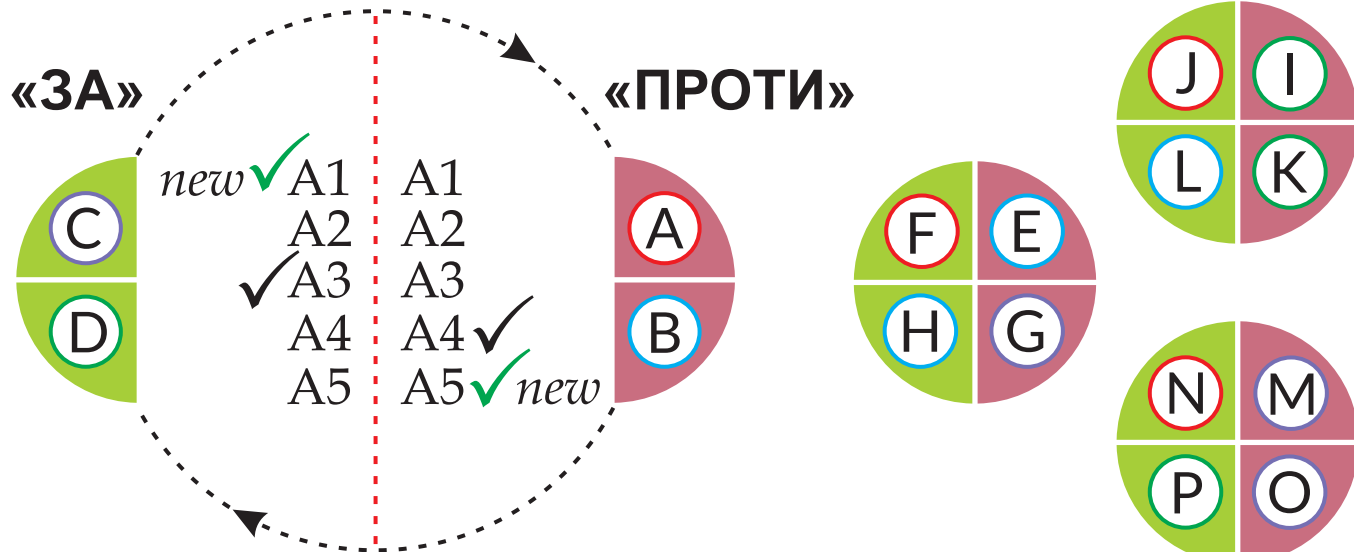 «ЗА»
«ПРОТИ»
new A1 A1
A2 A2
A3 A3
A4 A4
A5 A5 new
C
D
A
B
F E
H G
J I
L K
N M
P O